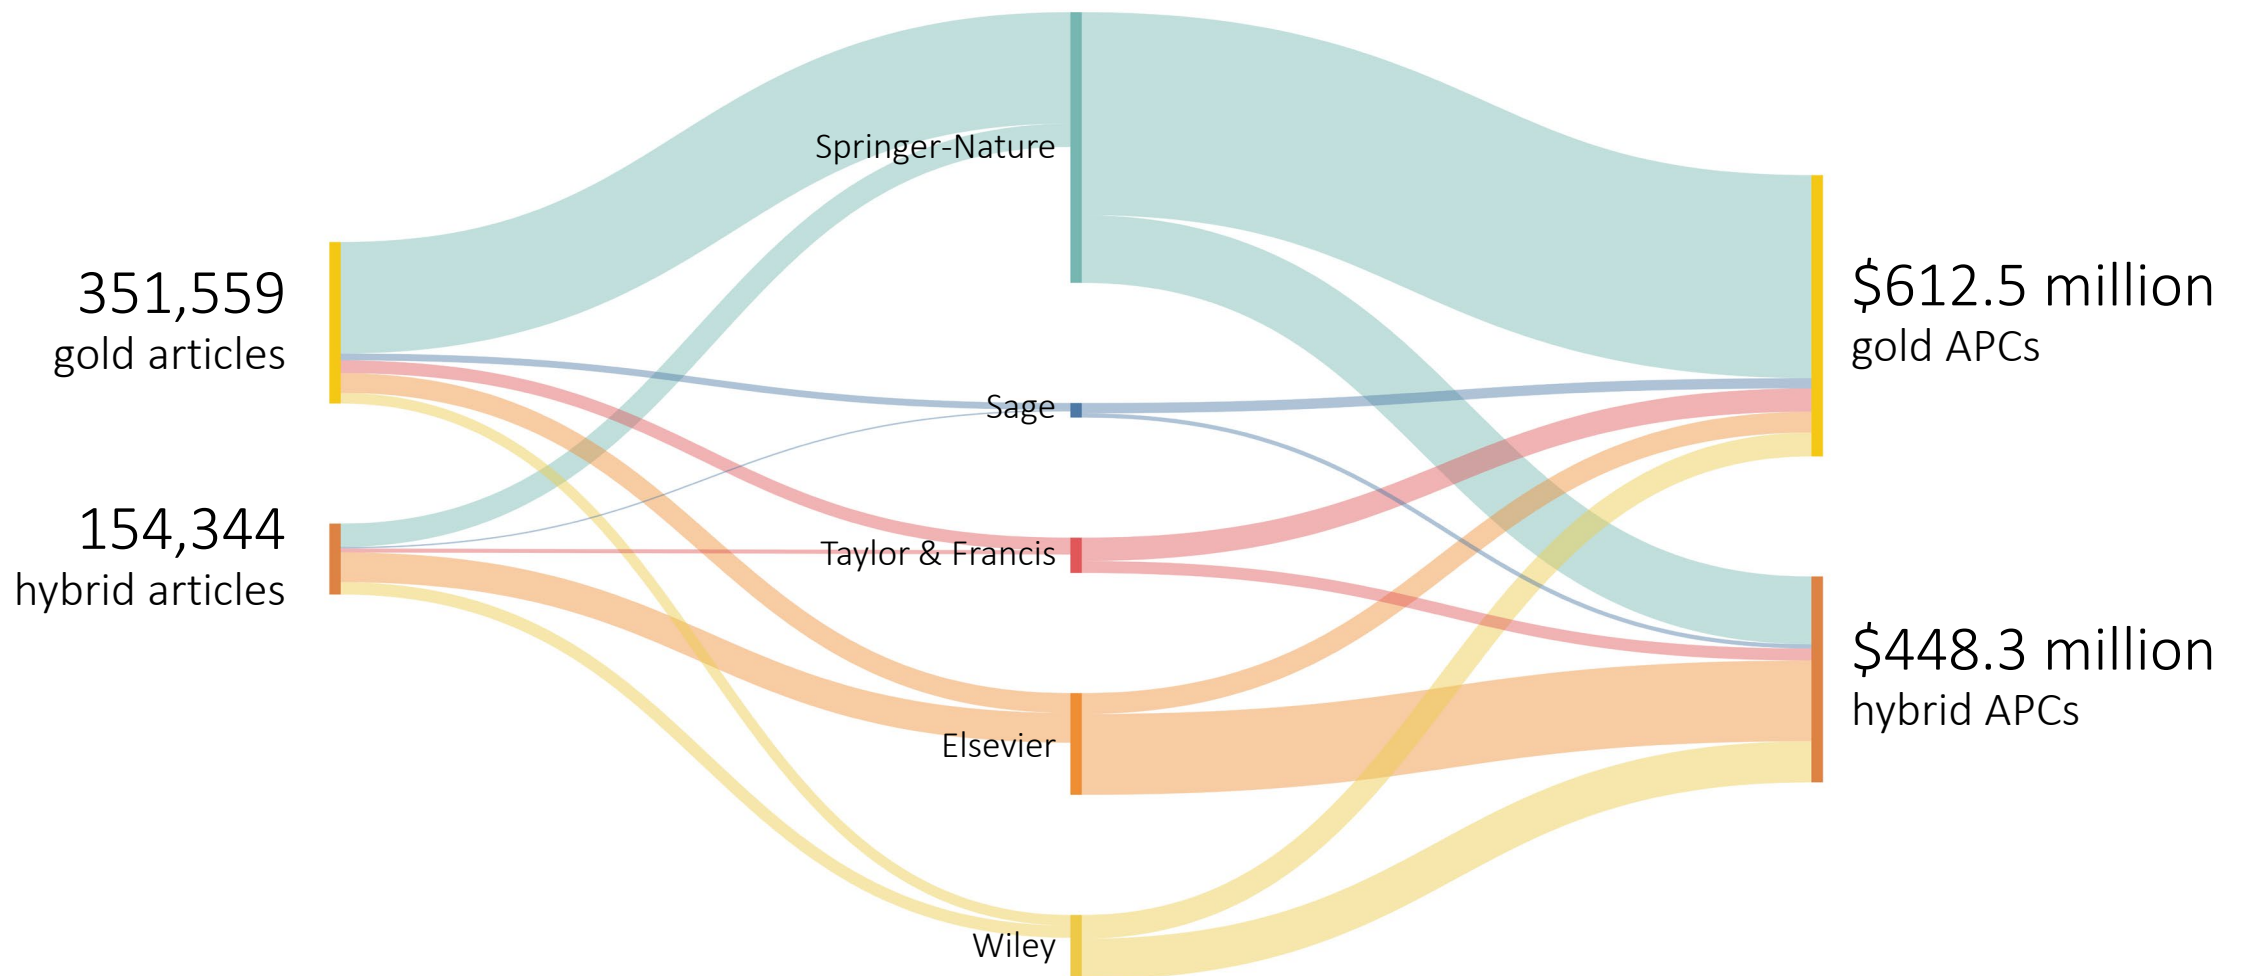 351,559
gold articles
154,344
hybrid articles
Springer-Nature
Sage
Taylor & Francis
Elsevier
Wiley
$612.5 million
gold APCs
$448.3 million
hybrid APCs